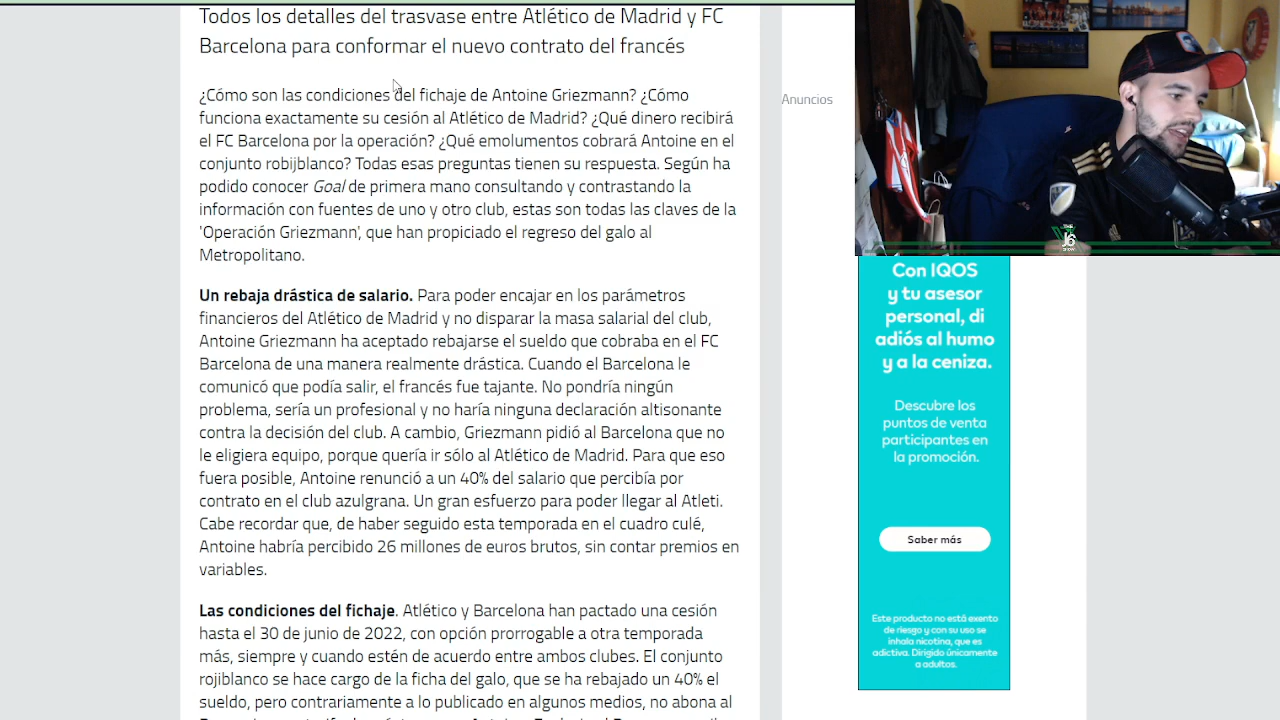 Todos los detalles del trasvase entre Atlético de Madrid y FC
Barcelona para conformar el nuevo contrato del francés
¿Cómo son las condiciones del fichaje de Antoine Griezmann? ¿Cómo
funciona exactamente su cesión al Atlético de Madrid? ¿Qué dinero recibirá
el FC Barcelona por la operación? ¿Qué emolumentos cobrará Antoine en el
conjunto robijblanco? Todas esas preguntas tienen su respuesta. Según ha
podido conocer Goal de primera mano consultando y contrastando la
información con fuentes de uno y otro club, estas son todas las claves de la
'Operación Griezmann', que han propiciado el regreso del galo al
Metropolitano.
Un rebaja drástica de salario. Para poder encajar en los parámetros
financieros del Atlético de Madrid y no disparar la masa salarial del club,
Antoine Griezmann ha aceptado rebajarse el sueldo que cobraba en el FC
Barcelona de una manera realmente drástica. Cuando el Barcelona le
comunicó que podía salir, el francés fue tajante. No pondría ningún
problema, sería un profesional y no haría ninguna declaración altisonante
contra la decisión del club. A cambio, Griezmann pidió al Barcelona que no
le eligiera equipo, porque quería ir sólo al Atlético de Madrid. Para que eso
fuera posible, Antoine renunció a un 40% del salario que percibía por
contrato en el club azulgrana. Un gran esfuerzo para poder llegar al Atleti.
Cabe recordar que, de haber seguido esta temporada en el cuadro culé,
Antoine habría percibido 26 millones de euros brutos, sin contar premios en
variables.
Las condiciones del fichaje. Atlético y Barcelona han pactado una cesión
hasta el 30 de junio de 2022, con opción prorrogable a otra temporada
más, siempre y cuando estén de acuerdo entre ambos clubes. El conjunto
rojiblanco se hace cargo de la ficha del galo, que se ha rebajado un 40% el
sueldo, pero contrariamente a lo publicado en algunos medios, no abona al
Anuncios
Con IQOS
y tu asesor
personal, di
adiós al humo
y a la ceniza.
Descubre los
puntos de venta
participantes en
la promoción.
Saber más
Este producto no está exento
de riesgo y con su uso se
inhala nicotina, que es
adictiva. Dirigido únicamente
a adultos.